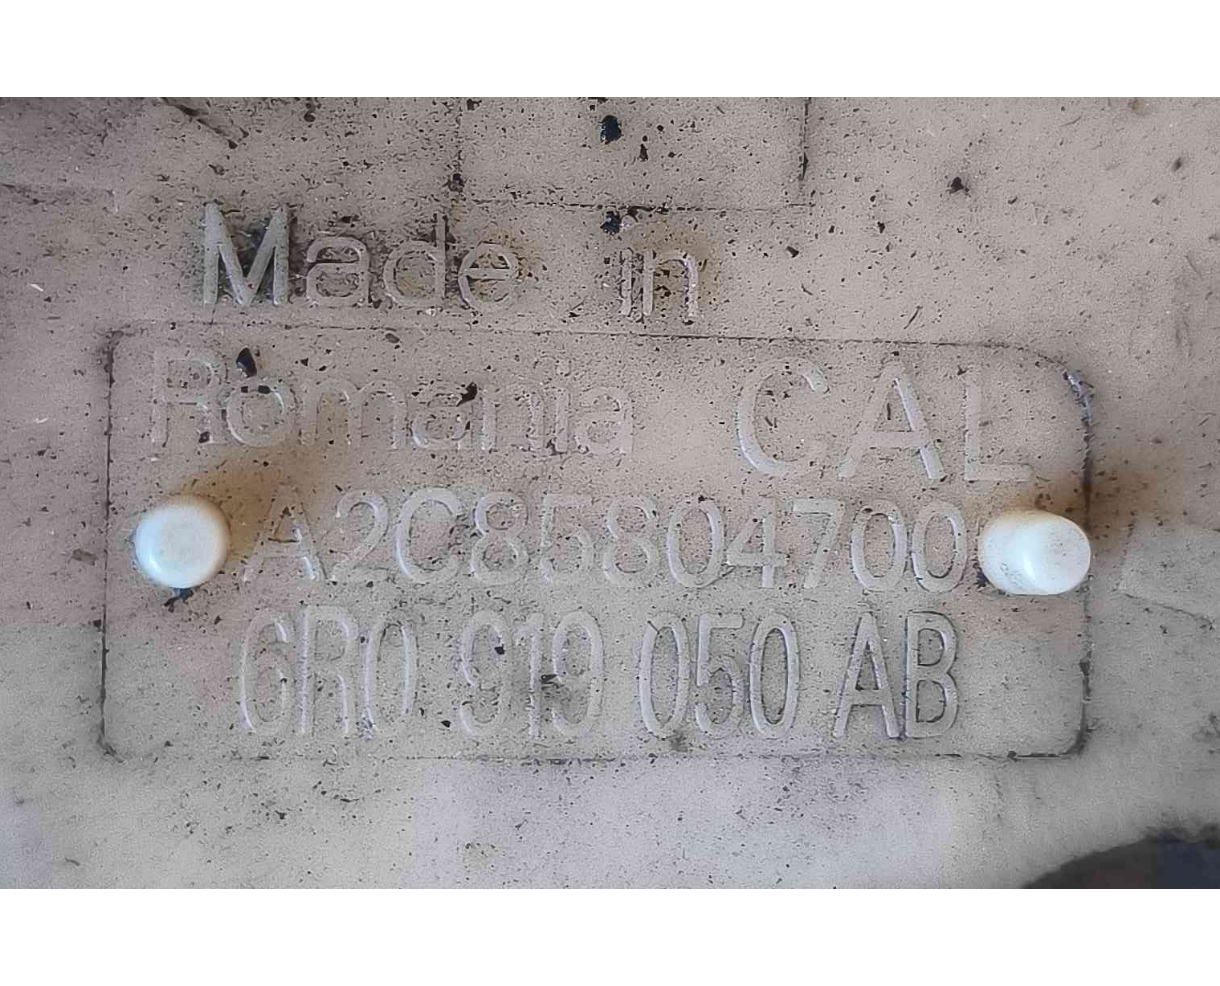 Made in
Romania CAL
A2C85804700
6R0 919 050 AB